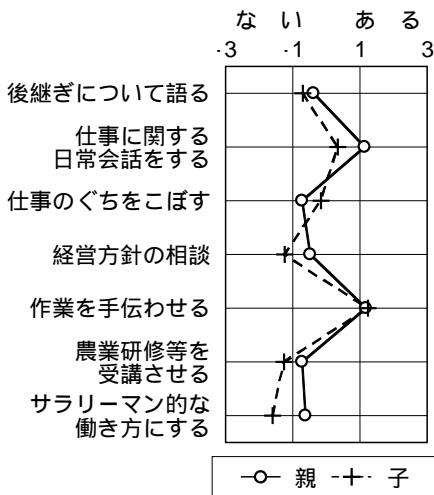 ない ある
-3 -1 1 3
後継ぎについて語る
仕事に関する
日常会話をする
仕事のぐちをこぼす
経営方針の相談
作業を手伝わせる
農業研修等を
受講させる
サラリーマン的な
働き方にする
親 子